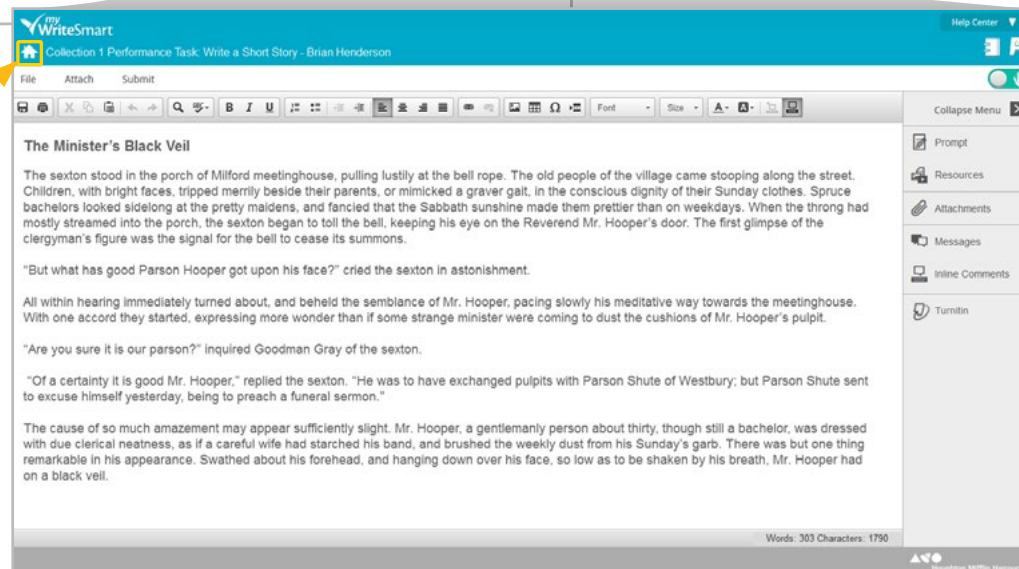 my
WriteSmart
Help Center
Collection 1 Performance Task: Write a Short Story - Brian Henderson
File Attach Submit
B I U Ω Font Size A
Collapse Menu
The Minister's Black Veil
Prompt
The sexton stood in the porch of Milford meetinghouse, pulling lustily at the bell rope. The old people of the village came stooping along the street.
Children, with bright faces, tripped merrily beside their parents, or mimicked a graver gait, in the conscious dignity of their Sunday clothes. Spruce
bachelors looked sidelong at the pretty maidens, and fancied that the Sabbath sunshine made them prettier than on weekdays. When the throng had
mostly streamed into the porch, the sexton began to toll the bell, keeping his eye on the Reverend Mr. Hooper's door. The first glimpse of the
clergyman's figure was the signal for the bell to cease its summons.
Resources
Attachments
Messages
"But what has good Parson Hooper got upon his face?" cried the sexton in astonishment.
Inline Comments
All within hearing immediately turned about, and beheld the semblance of Mr. Hooper, pacing slowly his meditative way towards the meetinghouse.
With one accord they started, expressing more wonder than if some strange minister were coming to dust the cushions of Mr. Hooper's pulpit.
Turnitin
"Are you sure it is our parson?" inquired Goodman Gray of the sexton.
"Of a certainty it is good Mr. Hooper," replied the sexton. "He was to have exchanged pulpits with Parson Shute of Westbury; but Parson Shute sent
to excuse himself yesterday, being to preach a funeral sermon."
The cause of so much amazement may appear sufficiently slight. Mr. Hooper, a gentlemanly person about thirty, though still a bachelor, was dressed
with due clerical neatness, as if a careful wife had starched his band, and brushed the weekly dust from his Sunday's garb. There was but one thing
remarkable in his appearance. Swathed about his forehead, and hanging down over his face, so low as to be shaken by his breath, Mr. Hooper had
on a black veil.
Words: 303 Characters: 1790
Houghton Mifflin